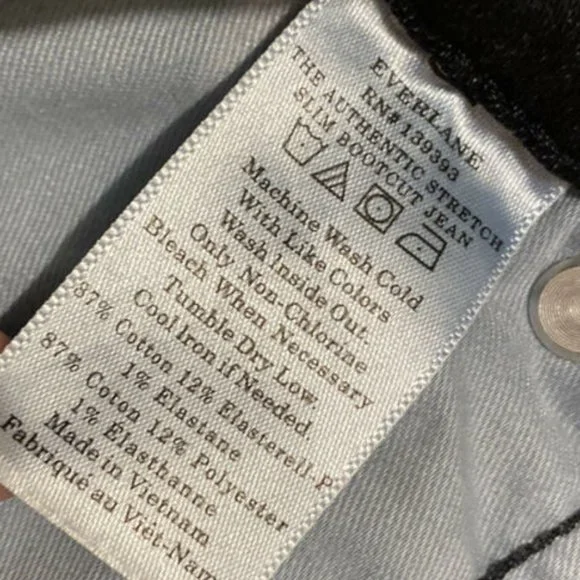 EVERLANE
RN#139393
THE AUTHENTIC STRETCH
SLIM BOOTCUT JEAN
Machine Wash Cold
With Like Colors
Wash Inside Out.
Only Non-Chlorine
Bleach When Necessary
Tumble Dry Low.
Cool Iron if Needed.
87% Cotton 12% Elasterell-P
1% Elastane
87% Coton 12% Polyester
1% Elasthanne
Made in Vietnam
Fabriqué au Viêt-Nam